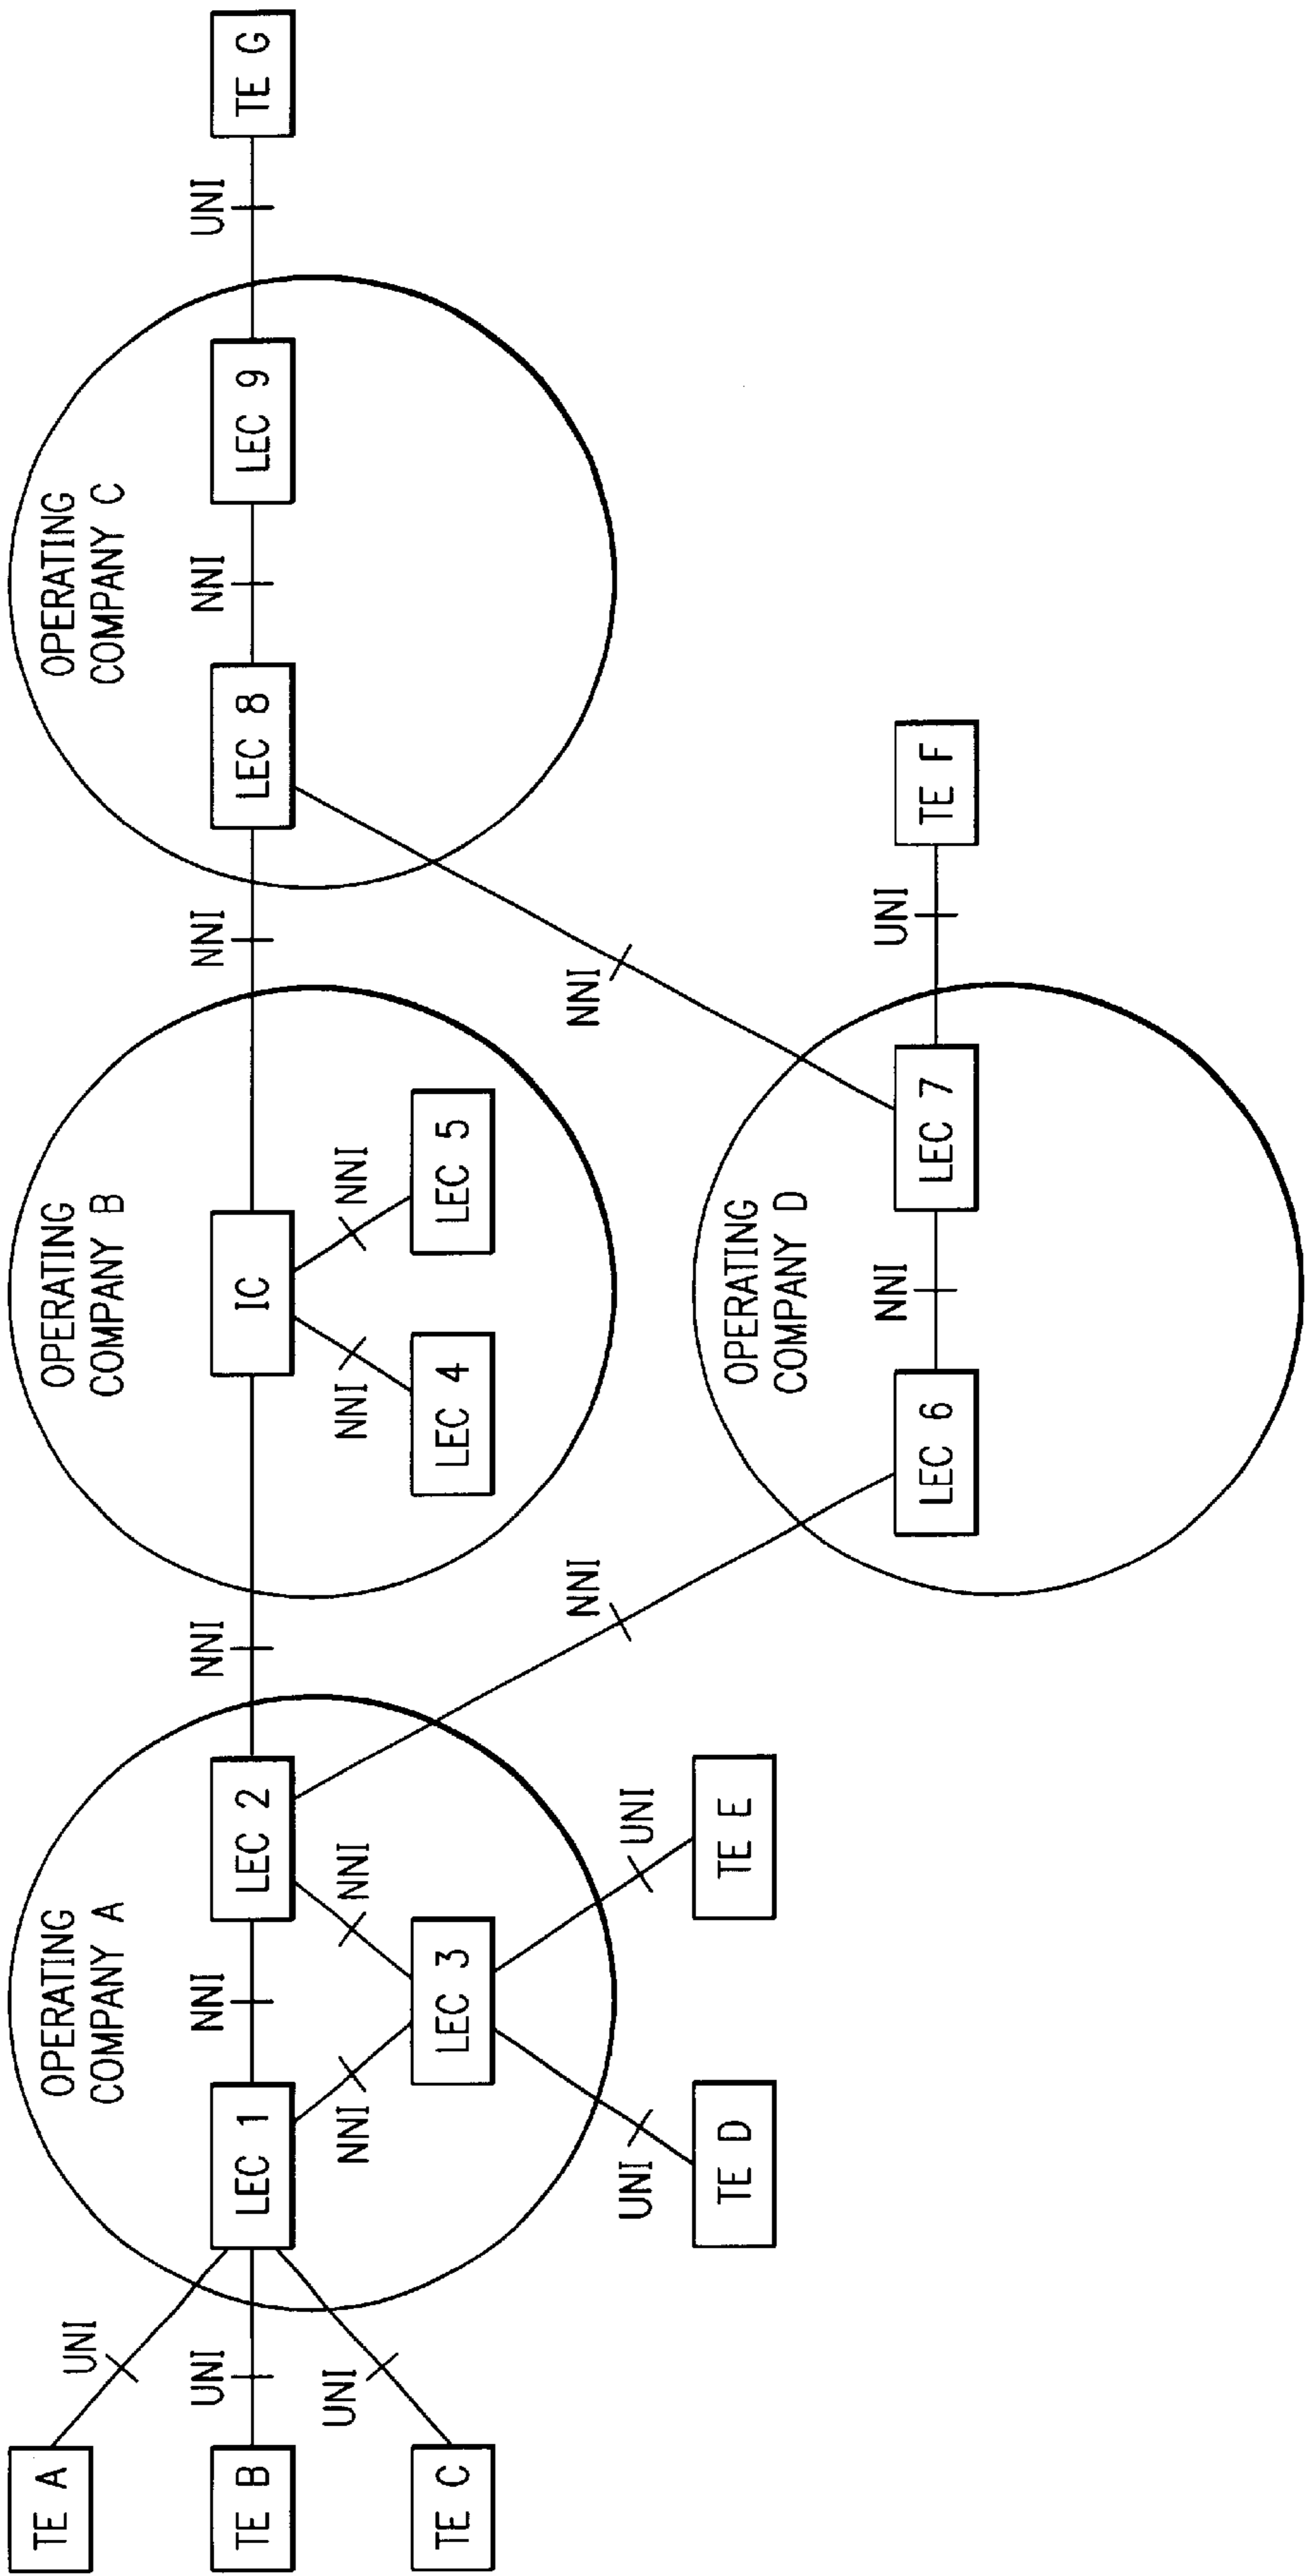 OPERATING
COMPANY A
OPERATING
COMPANY B
OPERATING
COMPANY C
TE A
UNI
TE B
UNI
LEC 1
NNI
LEC 2
NNI
IC
NNI
LEC 8
NNI
LEC 9
UNI
TE G
UNI
TE C
NNI
NNI
LEC 3
NNI
NNI
LEC 4
LEC 5
UNI
UNI
TE D
TE E
NNI
NNI
OPERATING
COMPANY D
LEC 6
NNI
LEC 7
UNI
TE F